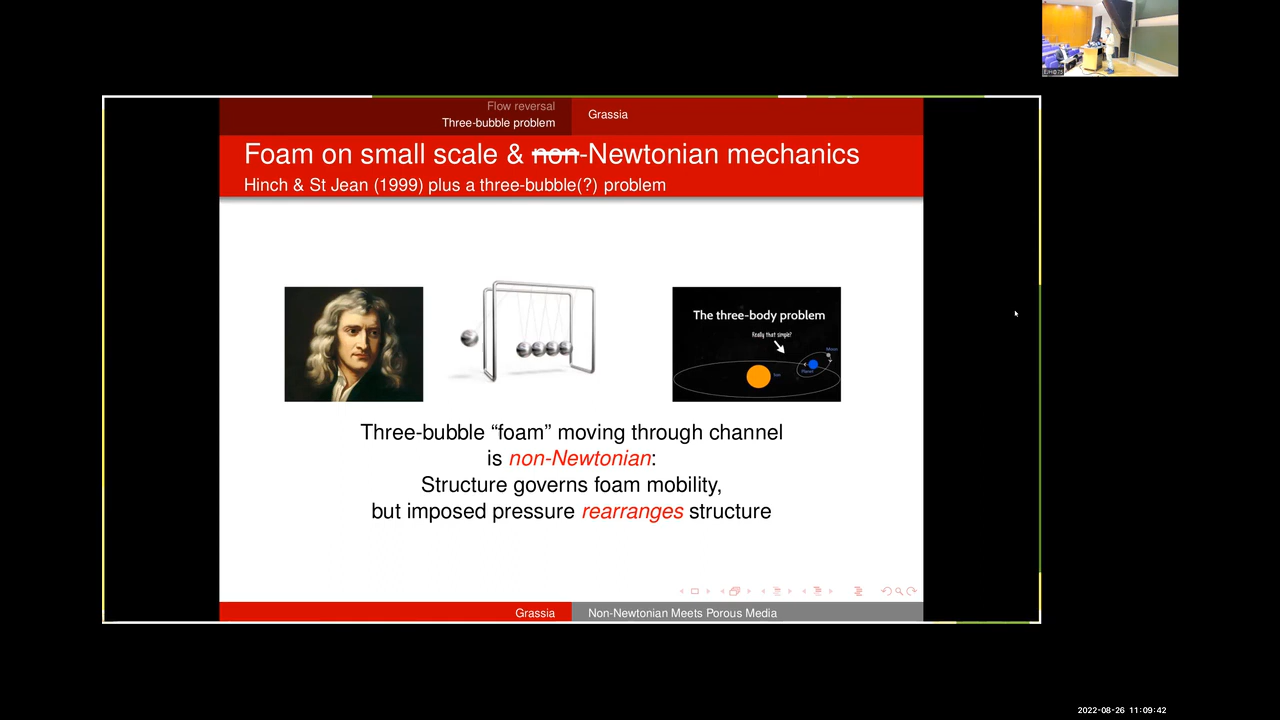 Flow reversal
Three-bubble problem
Grassia
Foam on small scale & non-Newtonian mechanics
Hinch & St Jean (1999) plus a three-bubble(?) problem
The three-body problem
Really that simple?
Sun
Planet
Moon
Three-bubble “foam” moving through channel
is non-Newtonian:
Structure governs foam mobility,
but imposed pressure rearranges structure
Grassia
Non-Newtonian Meets Porous Media
2022-08-26 11:09:42